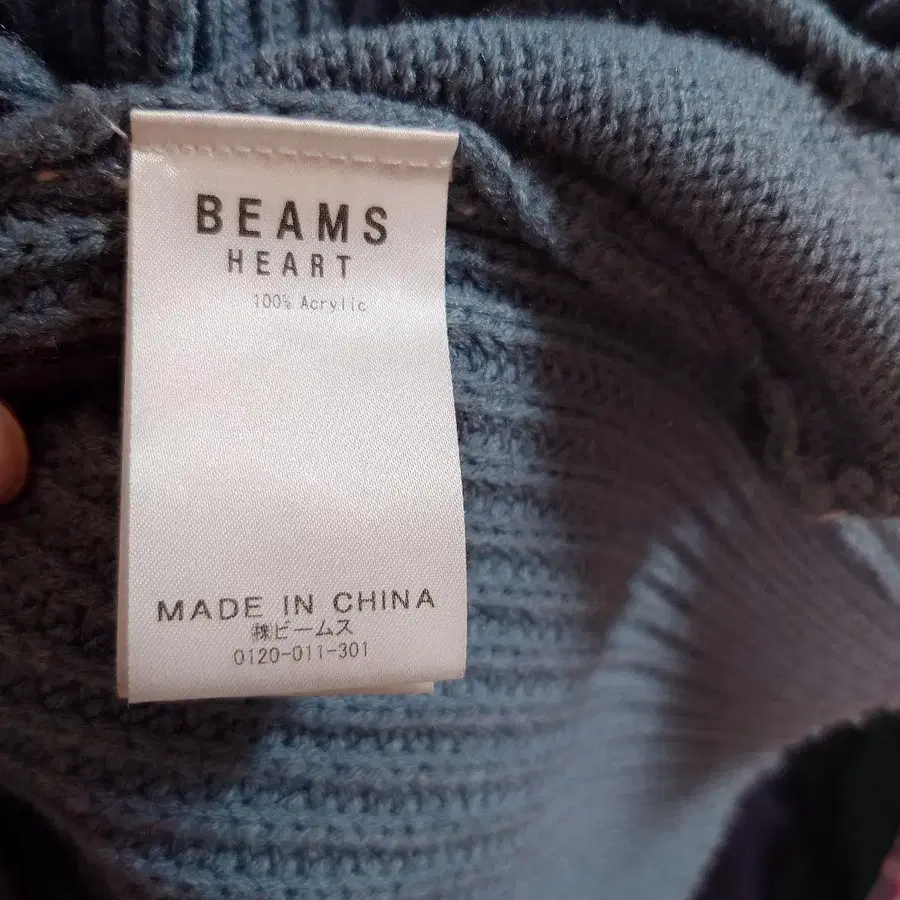 BEAMS
HEART
100% Acrylic
MADE IN CHINA
㈱ビームス
0120-011-301